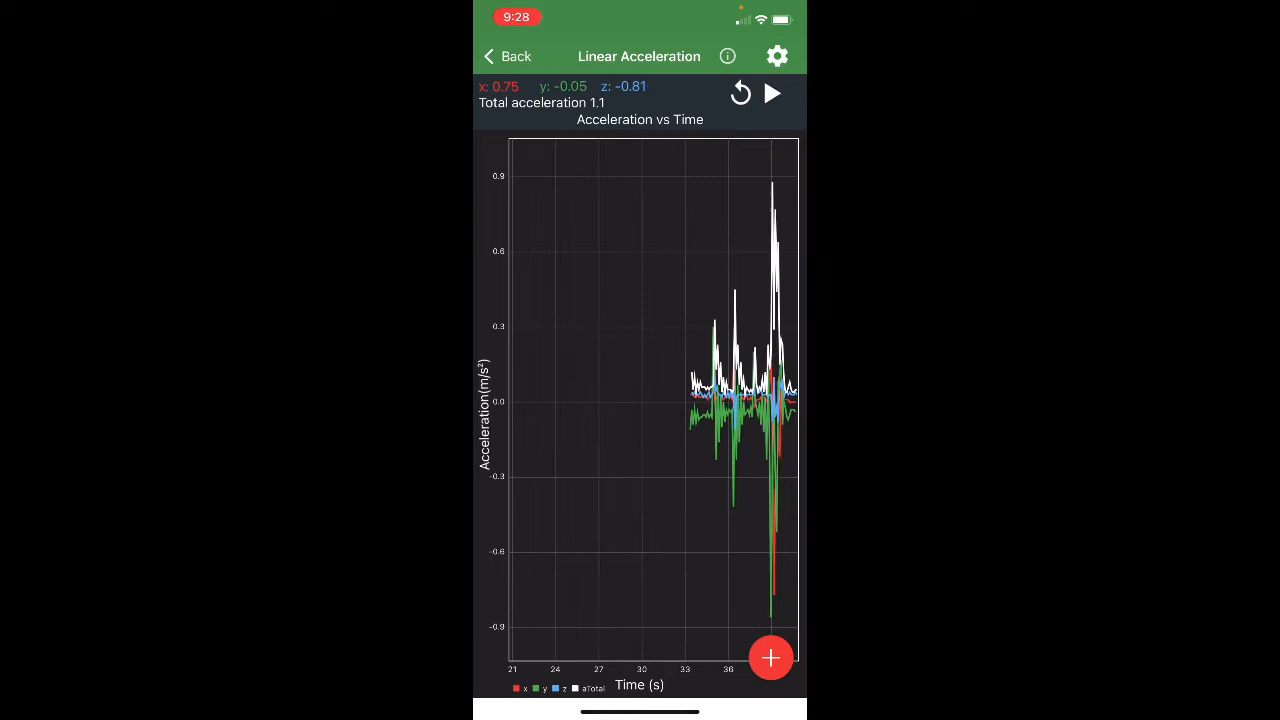 9:28
Back
Linear Acceleration
x: 0.75 y: -0.05 z: -0.81
Total acceleration 1.1
Acceleration vs Time
0.9
0.6
0.3
0.0
-0.3
-0.6
-0.9
Acceleration(m/s²)
21 24 27 30 33 36
x y z aTotal
Time (s)